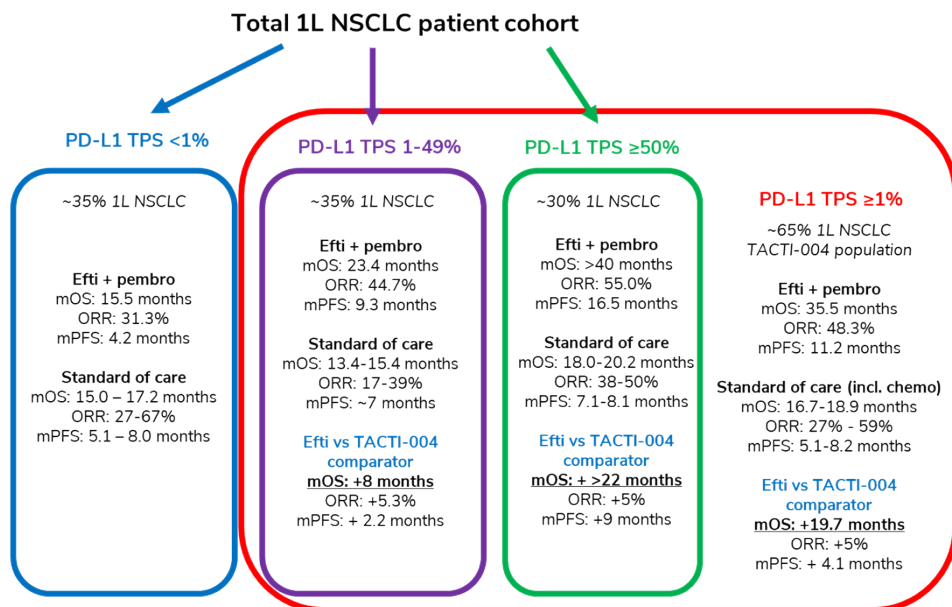 Total 1L NSCLC patient cohort
PD-L1 TPS <1%
~35% 1L NSCLC
Efti + pembro
mOS: 15.5 months
ORR: 31.3%
mPFS: 4.2 months
Standard of care
mOS: 15.0 – 17.2 months
ORR: 27-67%
mPFS: 5.1 – 8.0 months
PD-L1 TPS 1-49%
~35% 1L NSCLC
Efti + pembro
mOS: 23.4 months
ORR: 44.7%
mPFS: 9.3 months
Standard of care
mOS: 13.4-15.4 months
ORR: 17-39%
mPFS: ~7 months
Efti vs TACTI-004
comparator
mOS: +8 months
ORR: +5.3%
mPFS: + 2.2 months
PD-L1 TPS ≥50%
~30% 1L NSCLC
Efti + pembro
mOS: >40 months
ORR: 55.0%
mPFS: 16.5 months
Standard of care
mOS: 18.0-20.2 months
ORR: 38-50%
mPFS: 7.1-8.1 months
Efti vs TACTI-004
comparator
mOS: + >22 months
ORR: +5%
mPFS: +9 months
PD-L1 TPS ≥1%
~65% 1L NSCLC
TACTI-004 population
Efti + pembro
mOS: 35.5 months
ORR: 48.3%
mPFS: 11.2 months
Standard of care (incl. chemo)
mOS: 16.7-18.9 months
ORR: 27% - 59%
mPFS: 5.1-8.2 months
Efti vs TACTI-004
comparator
mOS: +19.7 months
ORR: +5%
mPFS: + 4.1 months